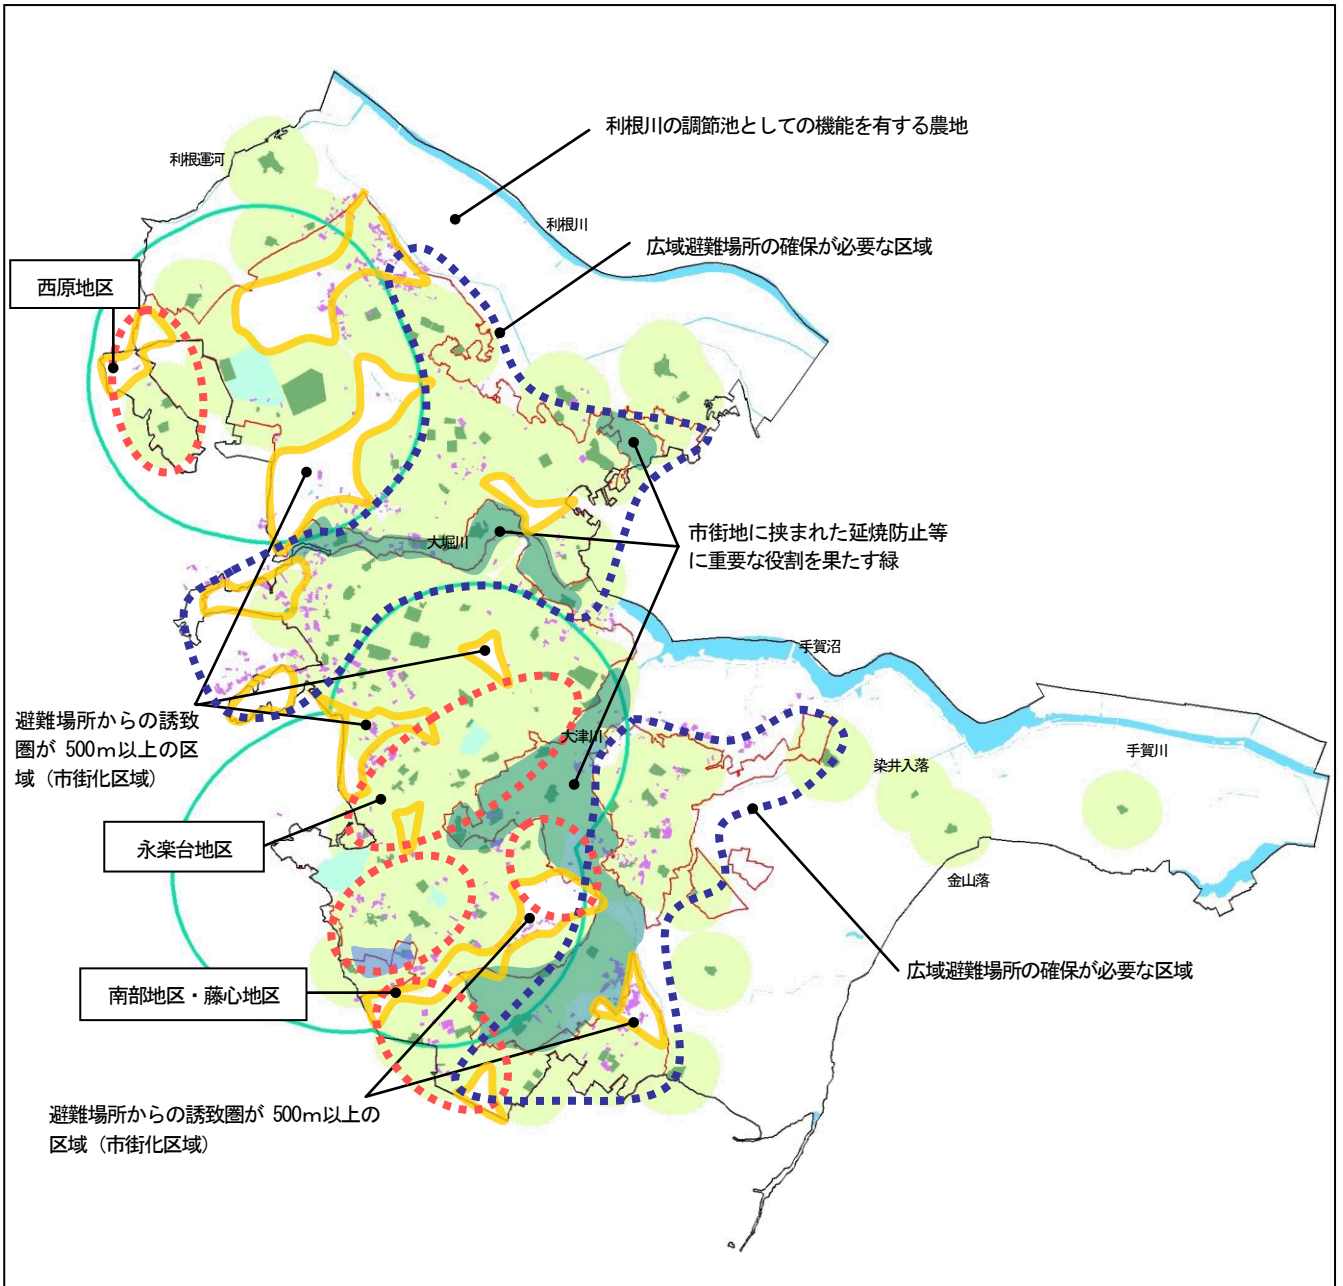 利根川の調節池としての機能を有する農地
利根運河
利根川
広域避難場所の確保が必要な区域
西原地区
市街地に挟まれた延焼防止等
に重要な役割を果たす緑
大堀川
手賀沼
避難場所からの誘致
圏が 500m以上の区
域（市街化区域）
大津川
手賀川
染井入落
永楽台地区
金山落
広域避難場所の確保が必要な区域
南部地区・藤心地区
避難場所からの誘致圏が 500m以上の
区域（市街化区域）